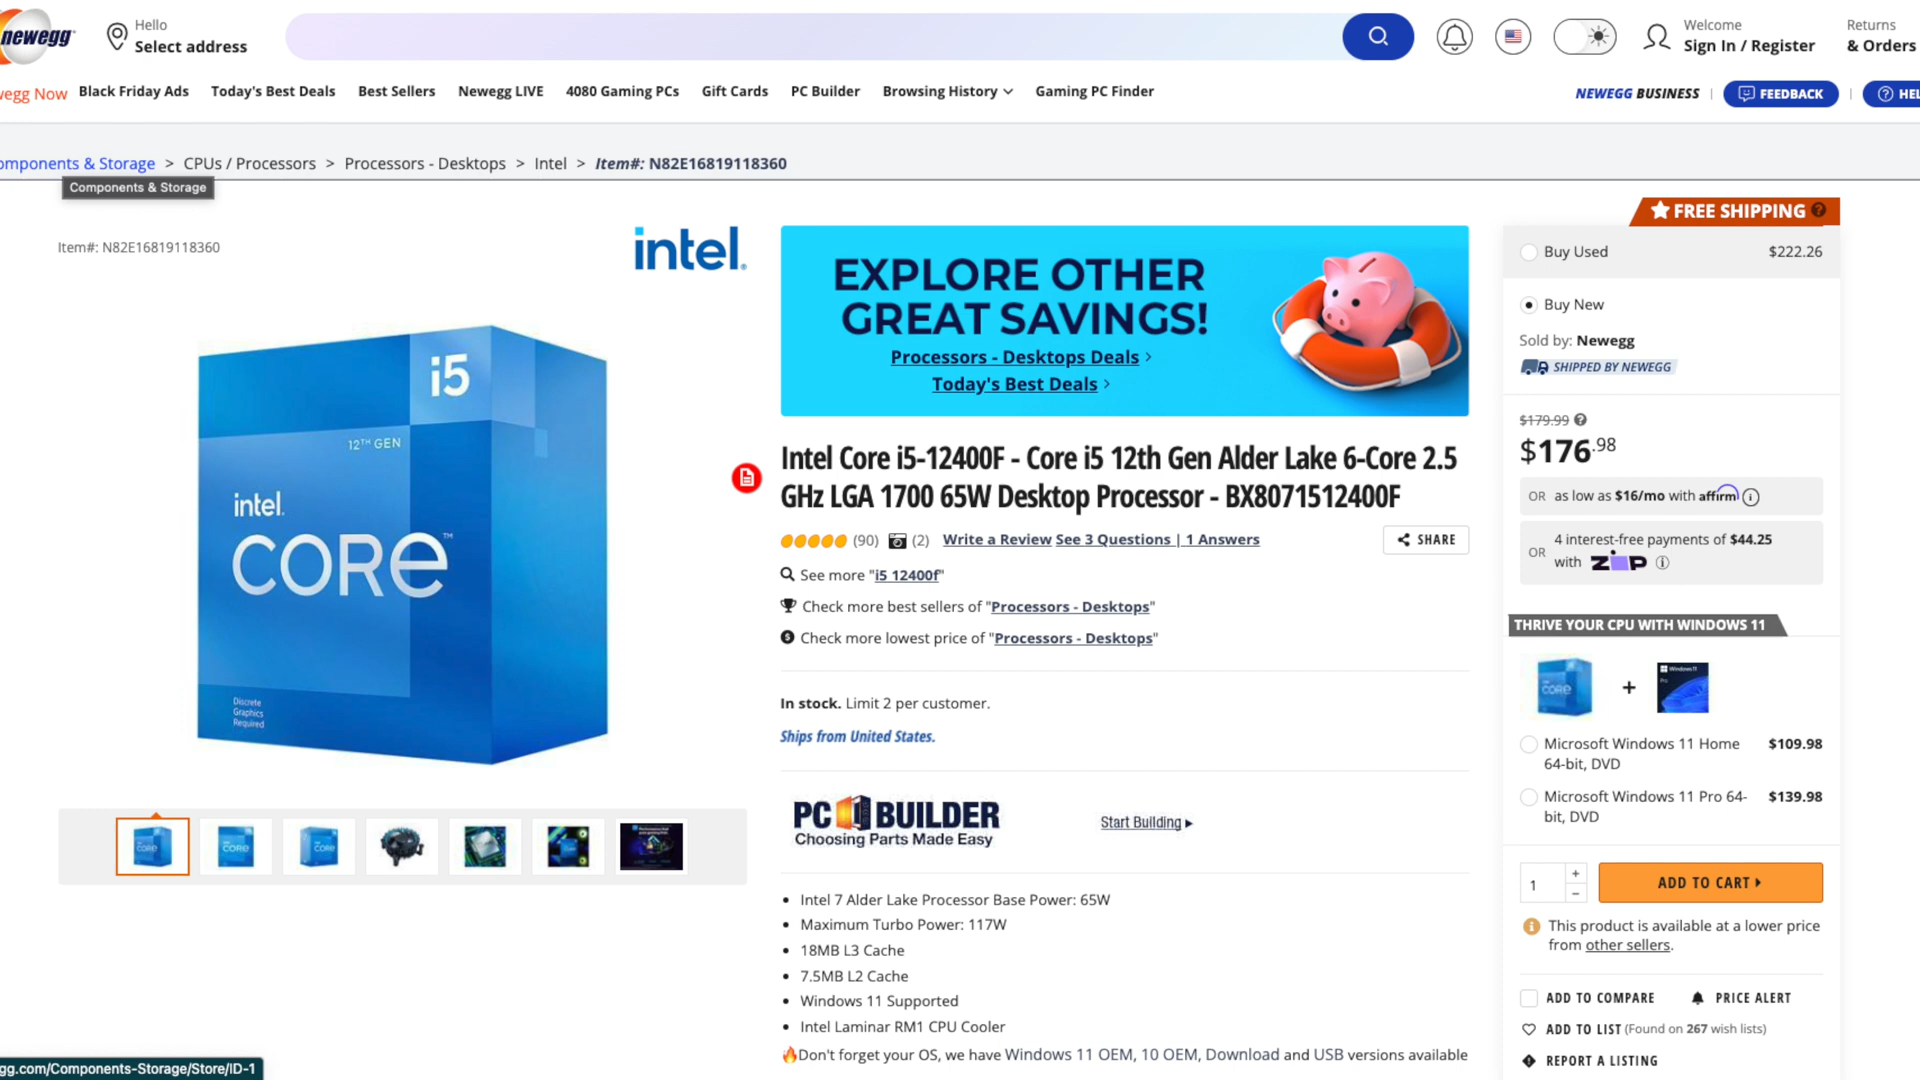 newegg
Hello
Select address
Welcome
Sign In / Register
Returns
& Orders
wegg Now
Black Friday Ads
Today's Best Deals
Best Sellers
Newegg LIVE
4080 Gaming PCs
Gift Cards
PC Builder
Browsing History
Gaming PC Finder
NEWEGG BUSINESS
FEEDBACK
HEL
omponents & Storage > CPUs / Processors > Processors - Desktops > Intel > Item#: N82E16819118360
Components & Storage
Item#: N82E16819118360
intel.
i5
12TH GEN
intel.
CORE™
Discrete
Graphics
Required
EXPLORE OTHER
GREAT SAVINGS!
Processors - Desktops Deals
Today's Best Deals
Intel Core i5-12400F - Core i5 12th Gen Alder Lake 6-Core 2.5
GHz LGA 1700 65W Desktop Processor - BX8071512400F
(90) (2) Write a Review See 3 Questions | 1 Answers
SHARE
See more "i5 12400f"
Check more best sellers of "Processors - Desktops"
Check more lowest price of "Processors - Desktops"
In stock. Limit 2 per customer.
Ships from United States.
PC BUILDER
Choosing Parts Made Easy
Start Building
Intel 7 Alder Lake Processor Base Power: 65W
Maximum Turbo Power: 117W
18MB L3 Cache
7.5MB L2 Cache
Windows 11 Supported
Intel Laminar RM1 CPU Cooler
Don't forget your OS, we have Windows 11 OEM, 10 OEM, Download and USB versions available
FREE SHIPPING
Buy Used $222.26
Buy New
Sold by: Newegg
SHIPPED BY NEWEGG
$179.99
$176.98
OR as low as $16/mo with affirm
OR
4 interest-free payments of $44.25
with ZIP
THRIVE YOUR CPU WITH WINDOWS 11
CORE
+
Windows 11
Pro
Microsoft Windows 11 Home
64-bit, DVD
$109.98
Microsoft Windows 11 Pro 64-
bit, DVD
$139.98
1
+
-
ADD TO CART
This product is available at a lower price
from other sellers.
ADD TO COMPARE
PRICE ALERT
ADD TO LIST (Found on 267 wish lists)
REPORT A LISTING
gg.com/Components-Storage/Store/ID-1